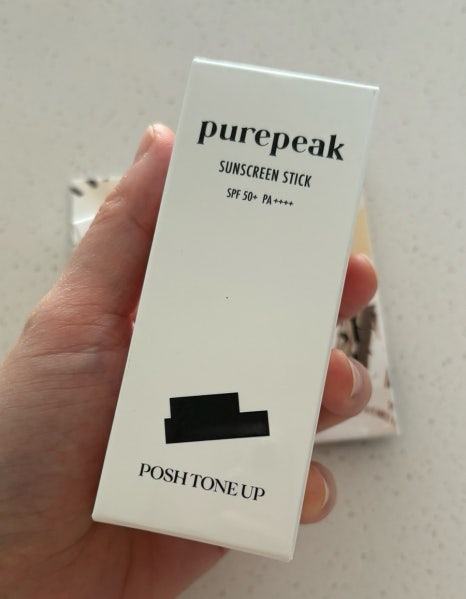 purepeak
SUNSCREEN STICK
SPF 50+ PA++++
POSH TONE UP